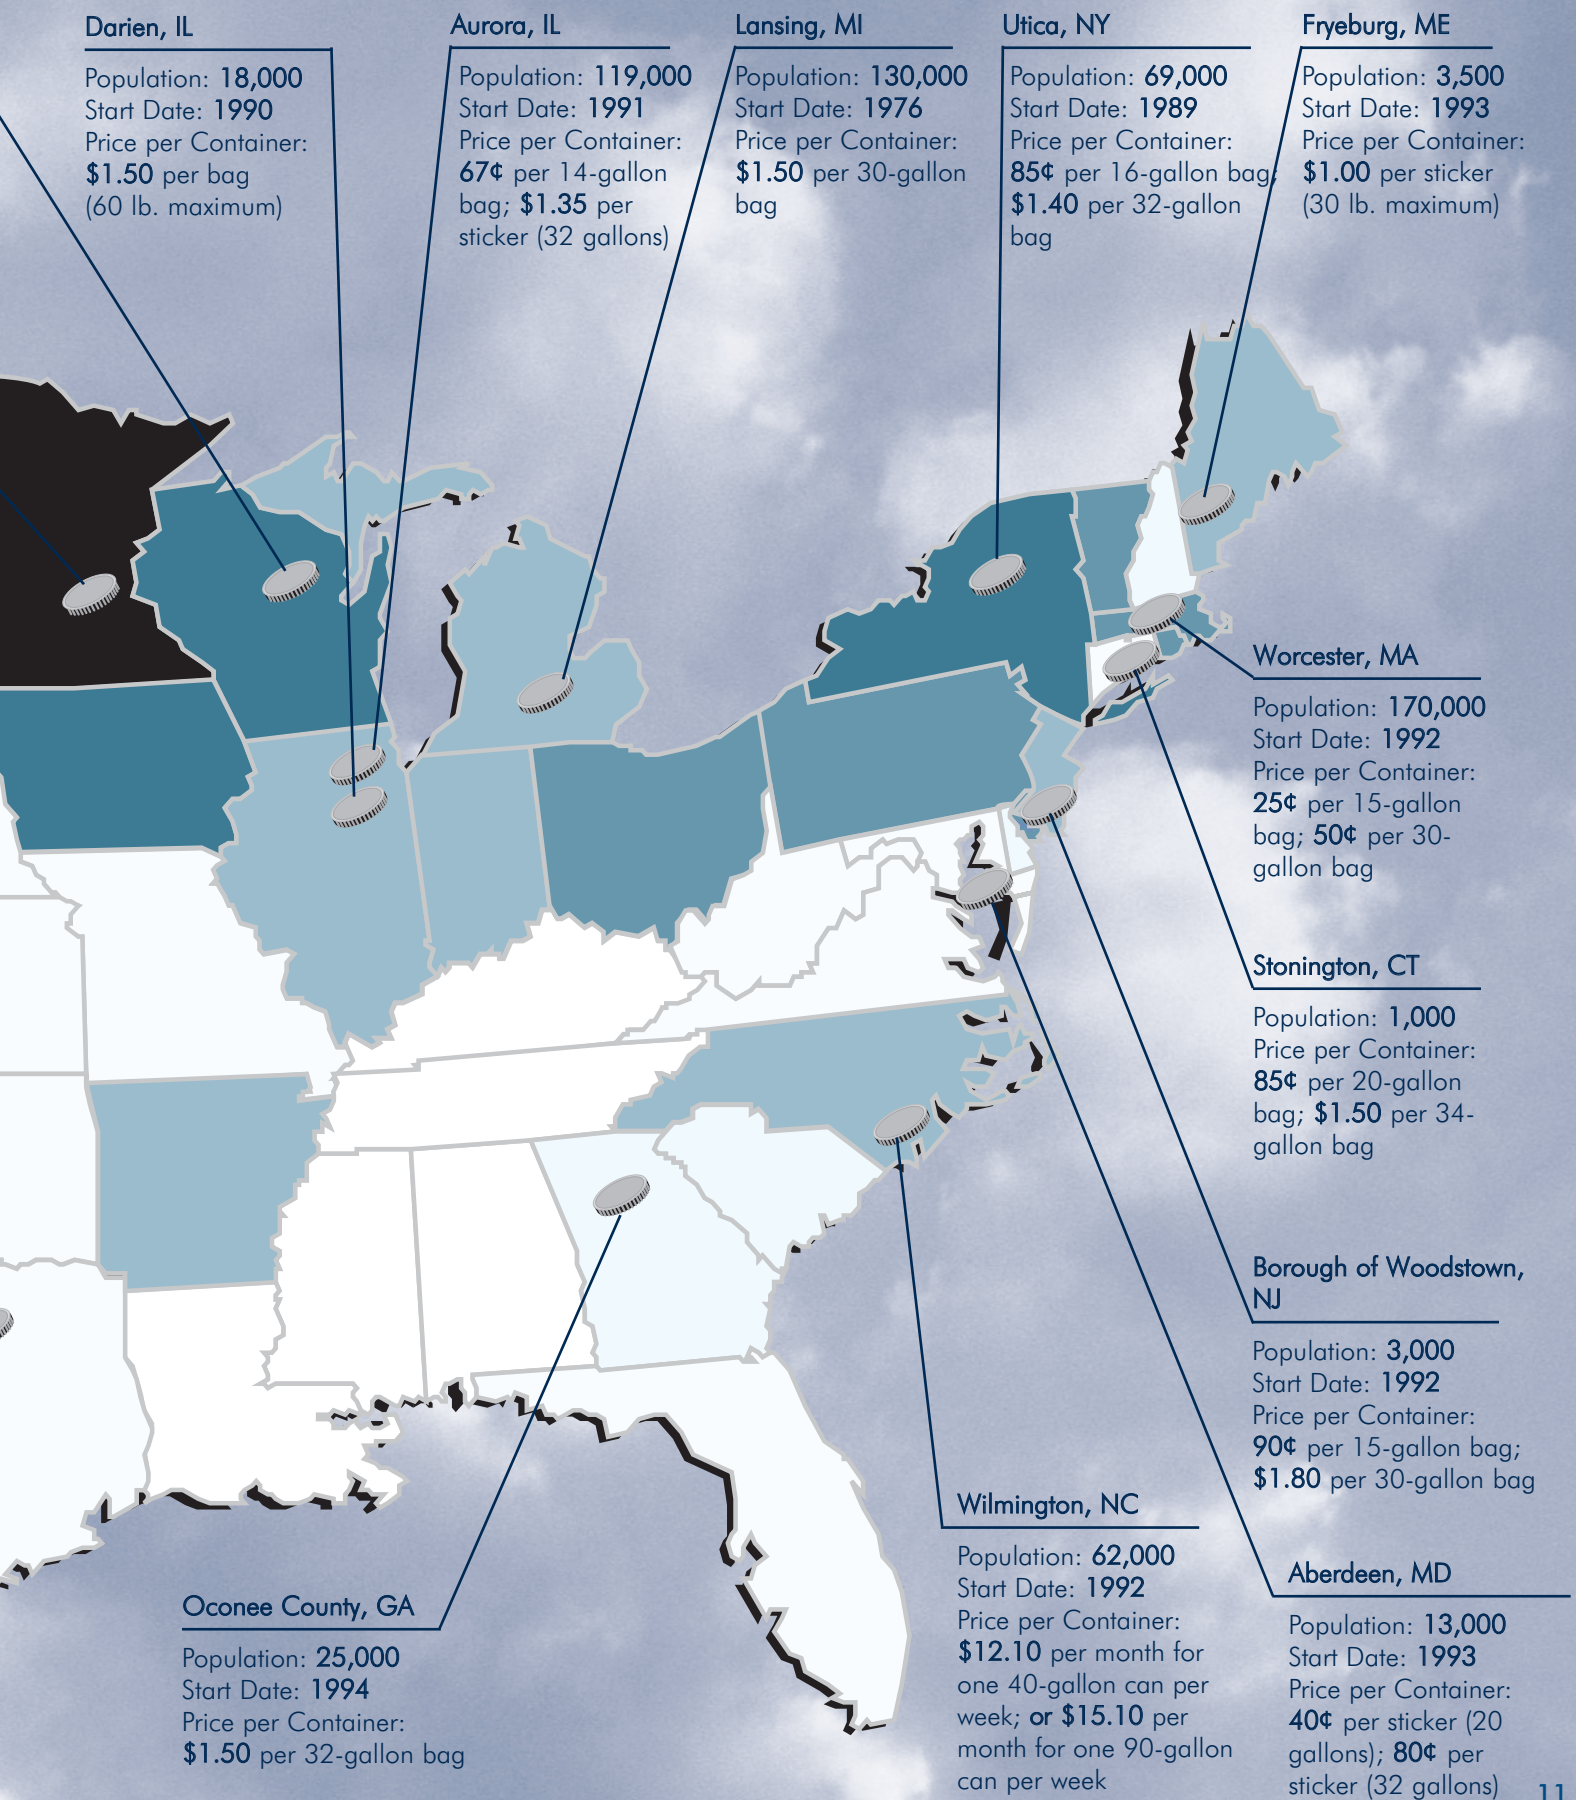 Darien, IL
Population: 18,000
Start Date: 1990
Price per Container:
$1.50 per bag
(60 lb. maximum)
Aurora, IL
Population: 119,000
Start Date: 1991
Price per Container:
67¢ per 14-gallon
bag; $1.35 per
sticker (32 gallons)
Lansing, MI
Population: 130,000
Start Date: 1976
Price per Container:
$1.50 per 30-gallon
bag
Utica, NY
Population: 69,000
Start Date: 1989
Price per Container:
85¢ per 16-gallon bag;
$1.40 per 32-gallon
bag
Fryeburg, ME
Population: 3,500
Start Date: 1993
Price per Container:
$1.00 per sticker
(30 lb. maximum)
Worcester, MA
Population: 170,000
Start Date: 1992
Price per Container:
25¢ per 15-gallon
bag; 50¢ per 30-
gallon bag
Stonington, CT
Population: 1,000
Price per Container:
85¢ per 20-gallon
bag; $1.50 per 34-
gallon bag
Borough of Woodstown,
NJ
Population: 3,000
Start Date: 1992
Price per Container:
90¢ per 15-gallon bag;
$1.80 per 30-gallon bag
Wilmington, NC
Population: 62,000
Start Date: 1992
Price per Container:
$12.10 per month for
one 40-gallon can per
week; or $15.10 per
month for one 90-gallon
can per week
Aberdeen, MD
Population: 13,000
Start Date: 1993
Price per Container:
40¢ per sticker (20
gallons); 80¢ per
sticker (32 gallons)
Oconee County, GA
Population: 25,000
Start Date: 1994
Price per Container:
$1.50 per 32-gallon bag
11